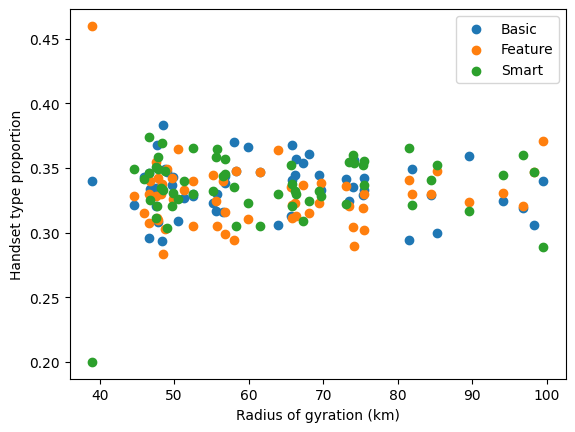 Basic
Feature
Smart
0.45
0.40
0.35
0.30
0.25
0.20
Handset type proportion
40 50 60 70 80 90 100
Radius of gyration (km)